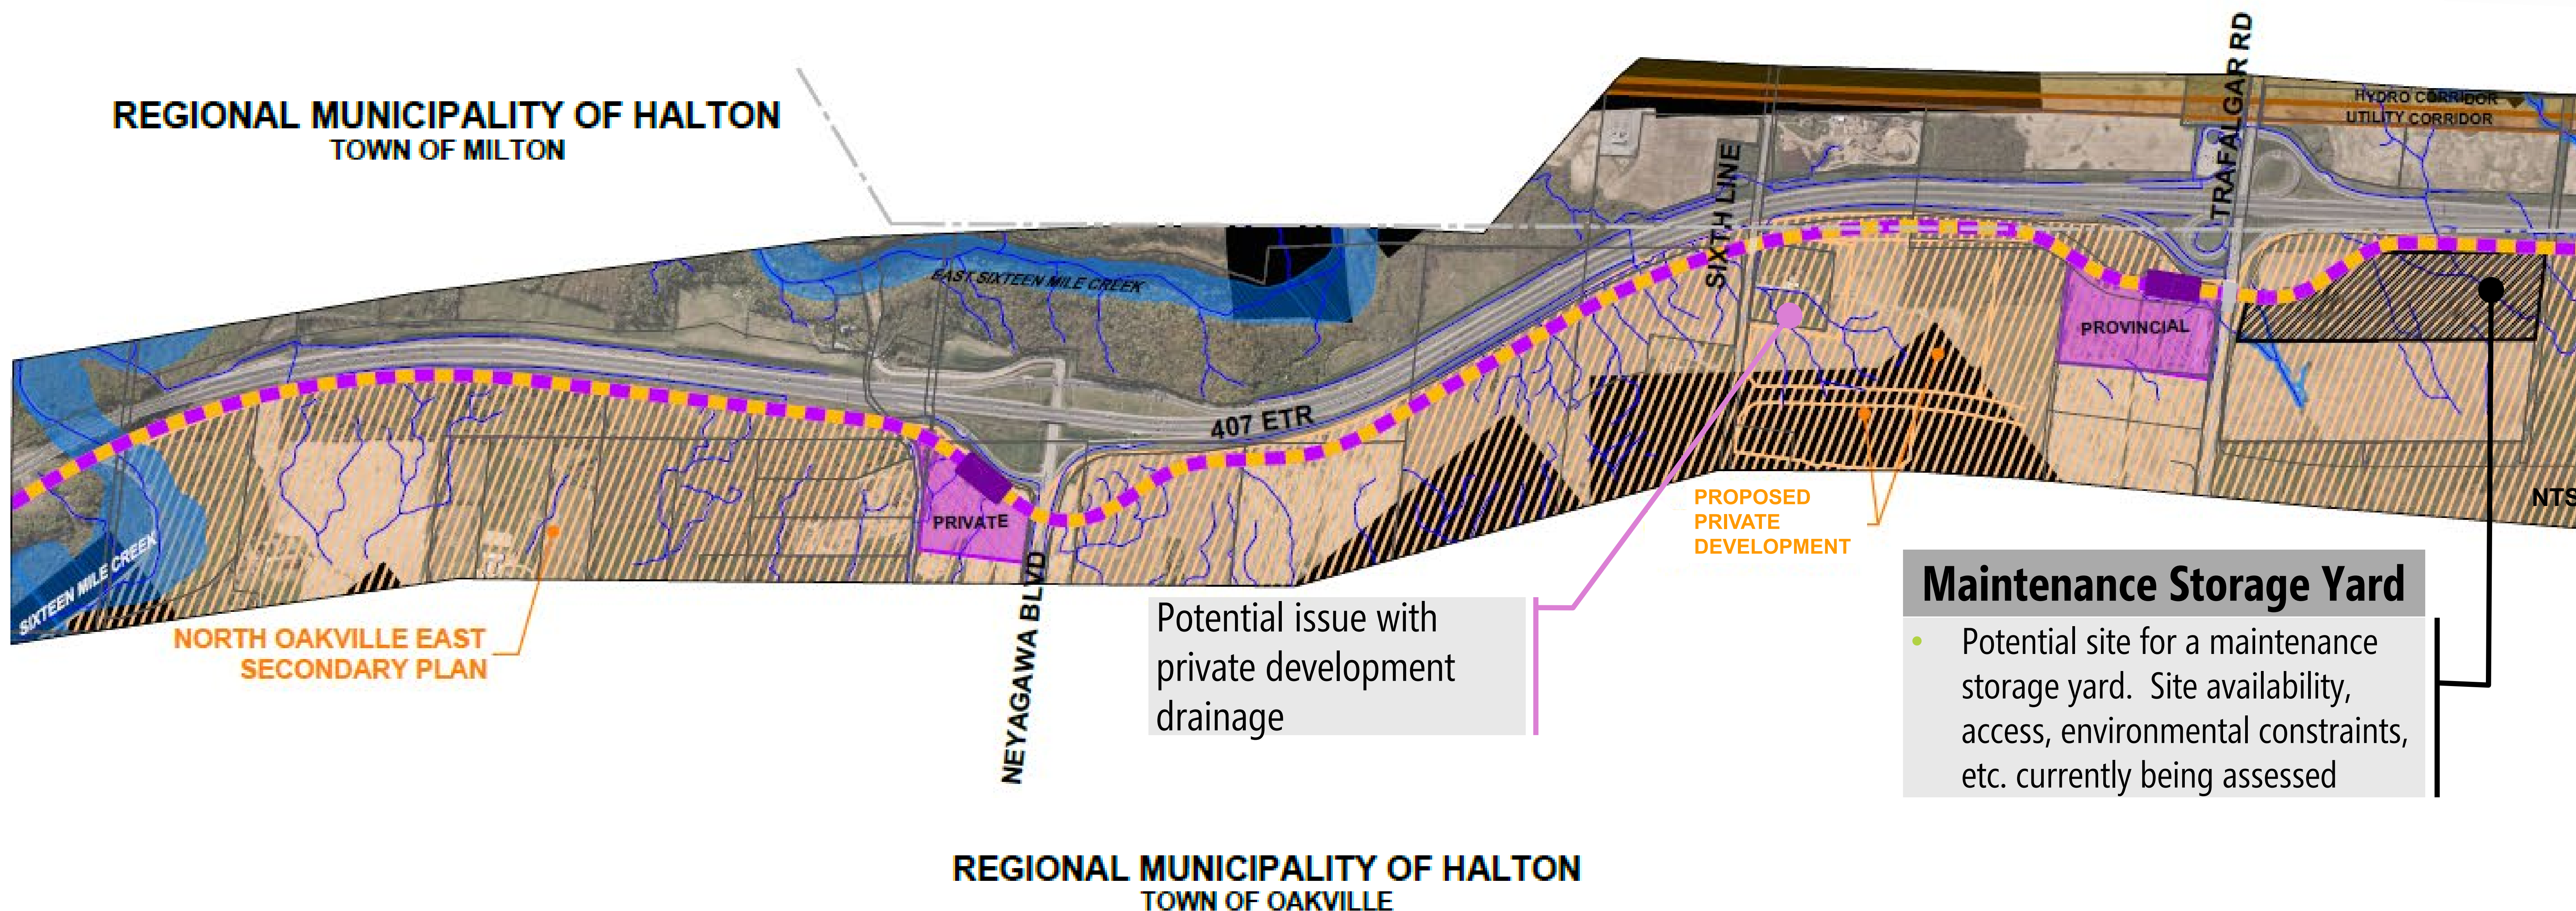 REGIONAL MUNICIPALITY OF HALTON
TOWN OF MILTON
TRAFALGAR RD
HYDRO CORRIDOR
UTILITY CORRIDOR
SIXTH LINE
EAST SIXTEEN MILE CREEK
PROVINCIAL
407 ETR
PRIVATE
SIXTEEN MILE CREEK
NTS
PROPOSED
PRIVATE
DEVELOPMENT
NORTH OAKVILLE EAST
SECONDARY PLAN
NEYAGAWA BLVD
Potential issue with
private development
drainage
Maintenance Storage Yard
• Potential site for a maintenance
storage yard. Site availability,
access, environmental constraints,
etc. currently being assessed
REGIONAL MUNICIPALITY OF HALTON
TOWN OF OAKVILLE